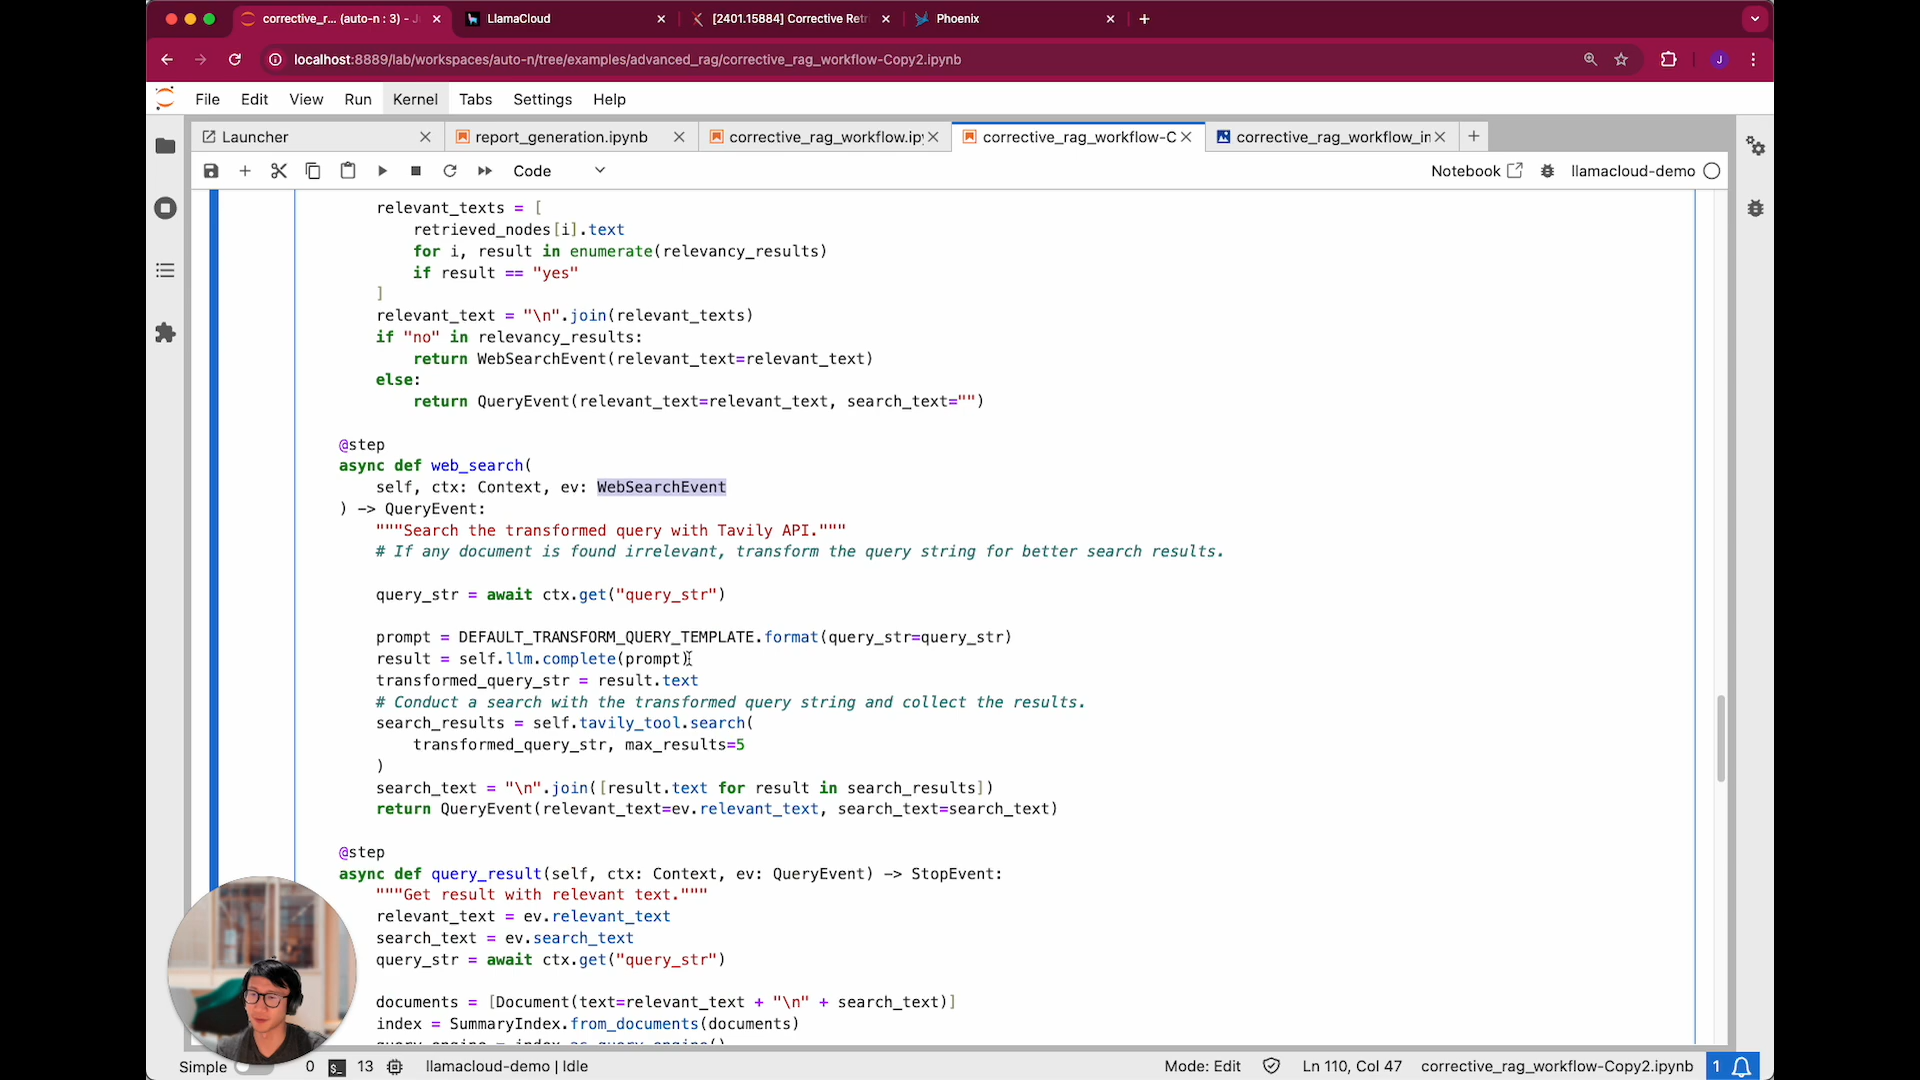 corrective_r... (auto-n : 3) - J
LlamaCloud
[2401.15884] Corrective Retr
Phoenix
localhost:8889/lab/workspaces/auto-n/tree/examples/advanced_rag/corrective_rag_workflow-Copy2.ipynb
J
File Edit View Run Kernel Tabs Settings Help
Launcher
report_generation.ipynb
corrective_rag_workflow.ip
corrective_rag_workflow-C
corrective_rag_workflow_in
Code
Notebook
llamacloud-demo
relevant_texts = [
retrieved_nodes[i].text
for i, result in enumerate(relevancy_results)
if result == "yes"
]
relevant_text = "\n".join(relevant_texts)
if "no" in relevancy_results:
return WebSearchEvent(relevant_text=relevant_text)
else:
return QueryEvent(relevant_text=relevant_text, search_text="")
@step
async def web_search(
self, ctx: Context, ev: WebSearchEvent
) -> QueryEvent:
"""Search the transformed query with Tavily API."""
# If any document is found irrelevant, transform the query string for better search results.
query_str = await ctx.get("query_str")
prompt = DEFAULT_TRANSFORM_QUERY_TEMPLATE.format(query_str=query_str)
result = self.llm.complete(prompt)
transformed_query_str = result.text
# Conduct a search with the transformed query string and collect the results.
search_results = self.tavily_tool.search(
transformed_query_str, max_results=5
)
search_text = "\n".join([result.text for result in search_results])
return QueryEvent(relevant_text=ev.relevant_text, search_text=search_text)
@step
async def query_result(self, ctx: Context, ev: QueryEvent) -> StopEvent:
"""Get result with relevant text."""
relevant_text = ev.relevant_text
search_text = ev.search_text
query_str = await ctx.get("query_str")
documents = [Document(text=relevant_text + "\n" + search_text)]
index = SummaryIndex.from_documents(documents)
query_engine = index.as_query_engine()
Simple
0
13
llamacloud-demo | Idle
Mode: Edit
Ln 110, Col 47
corrective_rag_workflow-Copy2.ipynb
1